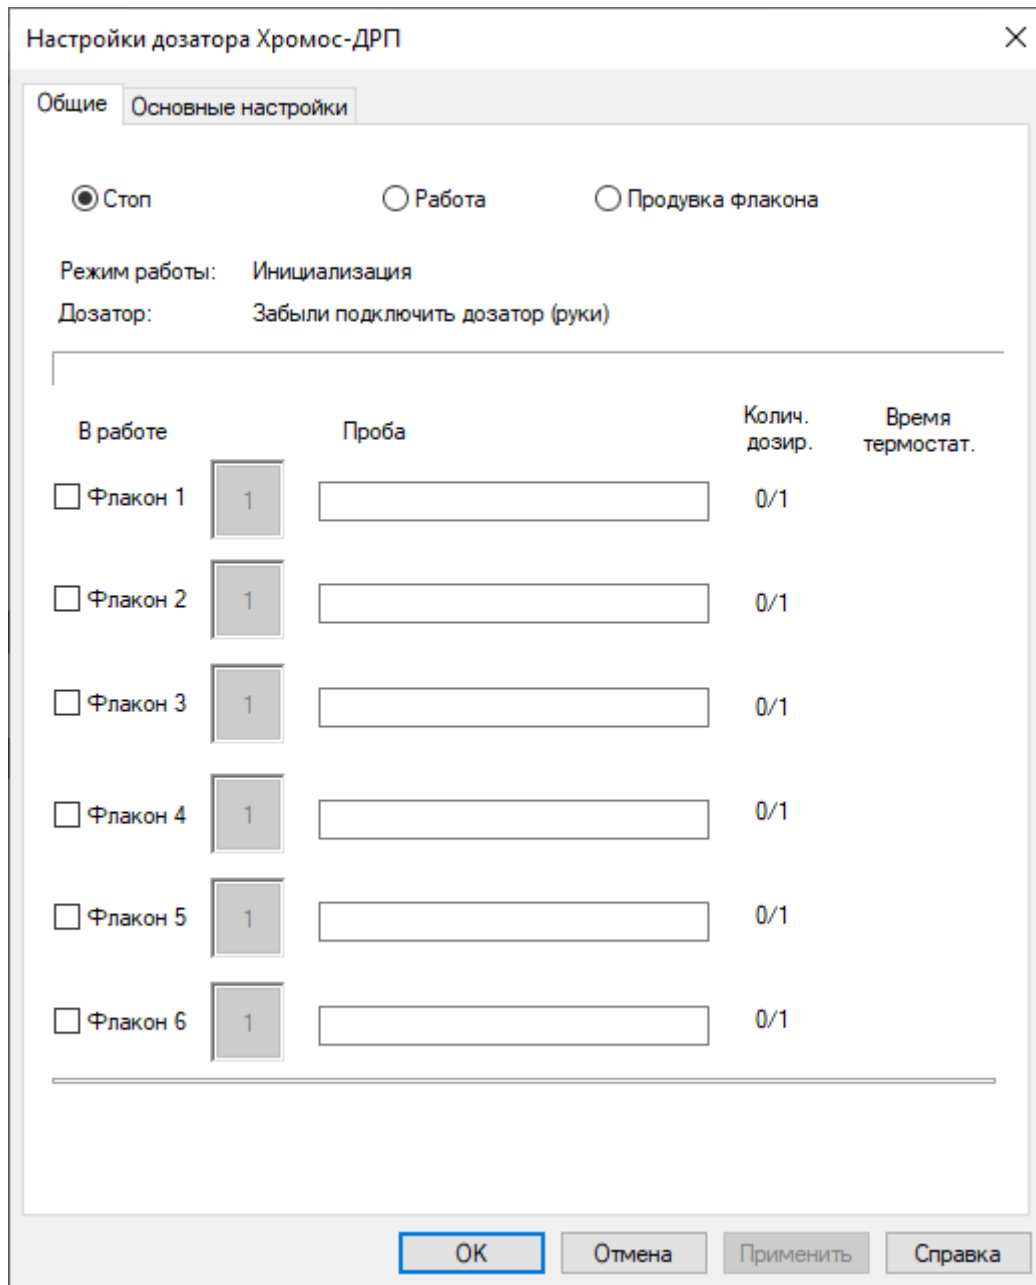 Настройки дозатора Хромос-ДРП
Общие Основные настройки
Стоп Работа Продувка флакона
Режим работы: Инициализация
Дозатор: Забыли подключить дозатор (руки)
В работе Проба Колич. дозир. Время термостат.
Флакон 1 1 0/1
Флакон 2 1 0/1
Флакон 3 1 0/1
Флакон 4 1 0/1
Флакон 5 1 0/1
Флакон 6 1 0/1
OK Отмена Применить Справка